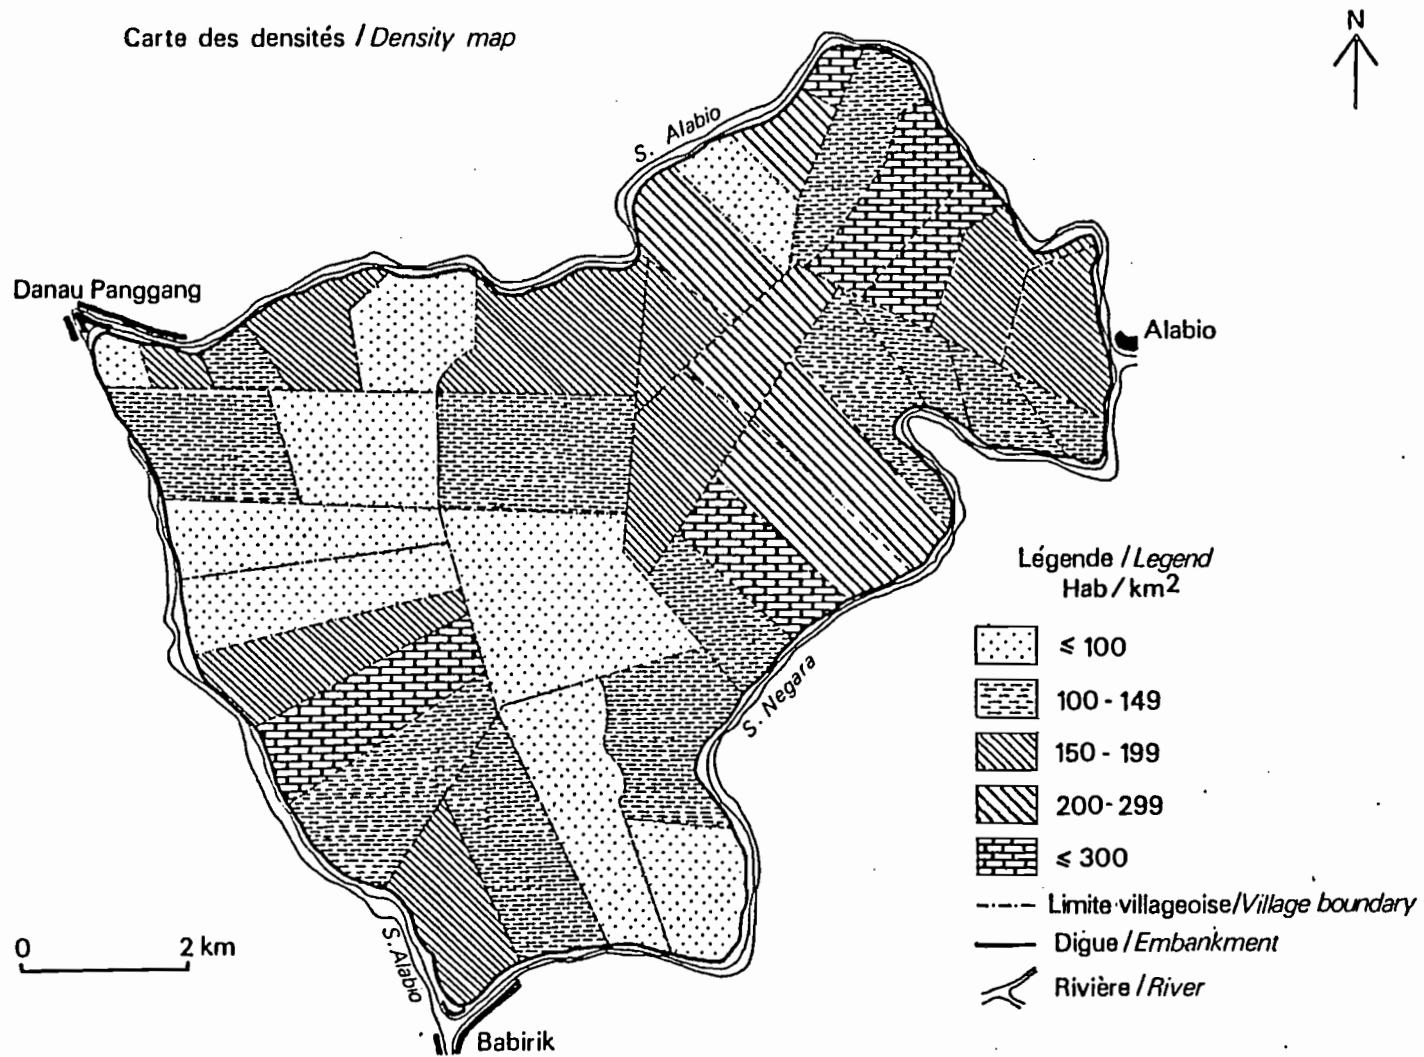 Carte des densités / Density map
N
S. Alabio
Danau Panggang
Alabio
Légende / Legend
Hab / km2
≤ 100
100 - 149
150 - 199
200 - 299
≤ 300
Limite villageoise/Village boundary
Digue / Embankment
Rivière / River
S. Negara
0 2 km
S. Alabio
Babirik